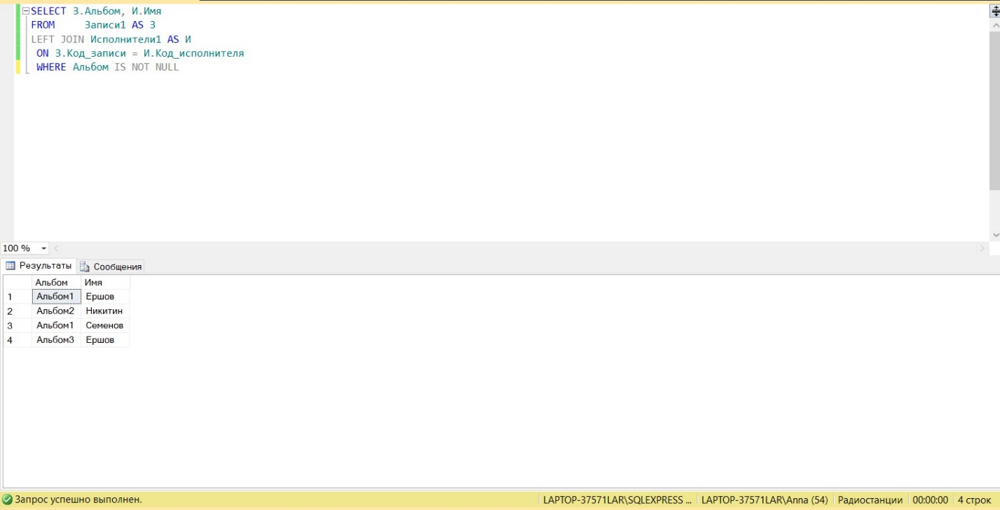 SELECT З.Альбом, И.Имя
FROM Записи1 AS З
LEFT JOIN Исполнители1 AS И
ON З.Код_записи = И.Код_исполнителя
WHERE Альбом IS NOT NULL
100 %
Результаты Сообщения
Альбом Имя
1 Альбом1 Ершов
2 Альбом2 Никитин
3 Альбом1 Семенов
4 Альбом3 Ершов
Запрос успешно выполнен. LAPTOP-37571LAR\SQLEXPRESS ... LAPTOP-37571LAR\Anna (54) Радиостанции 00:00:00 4 строк